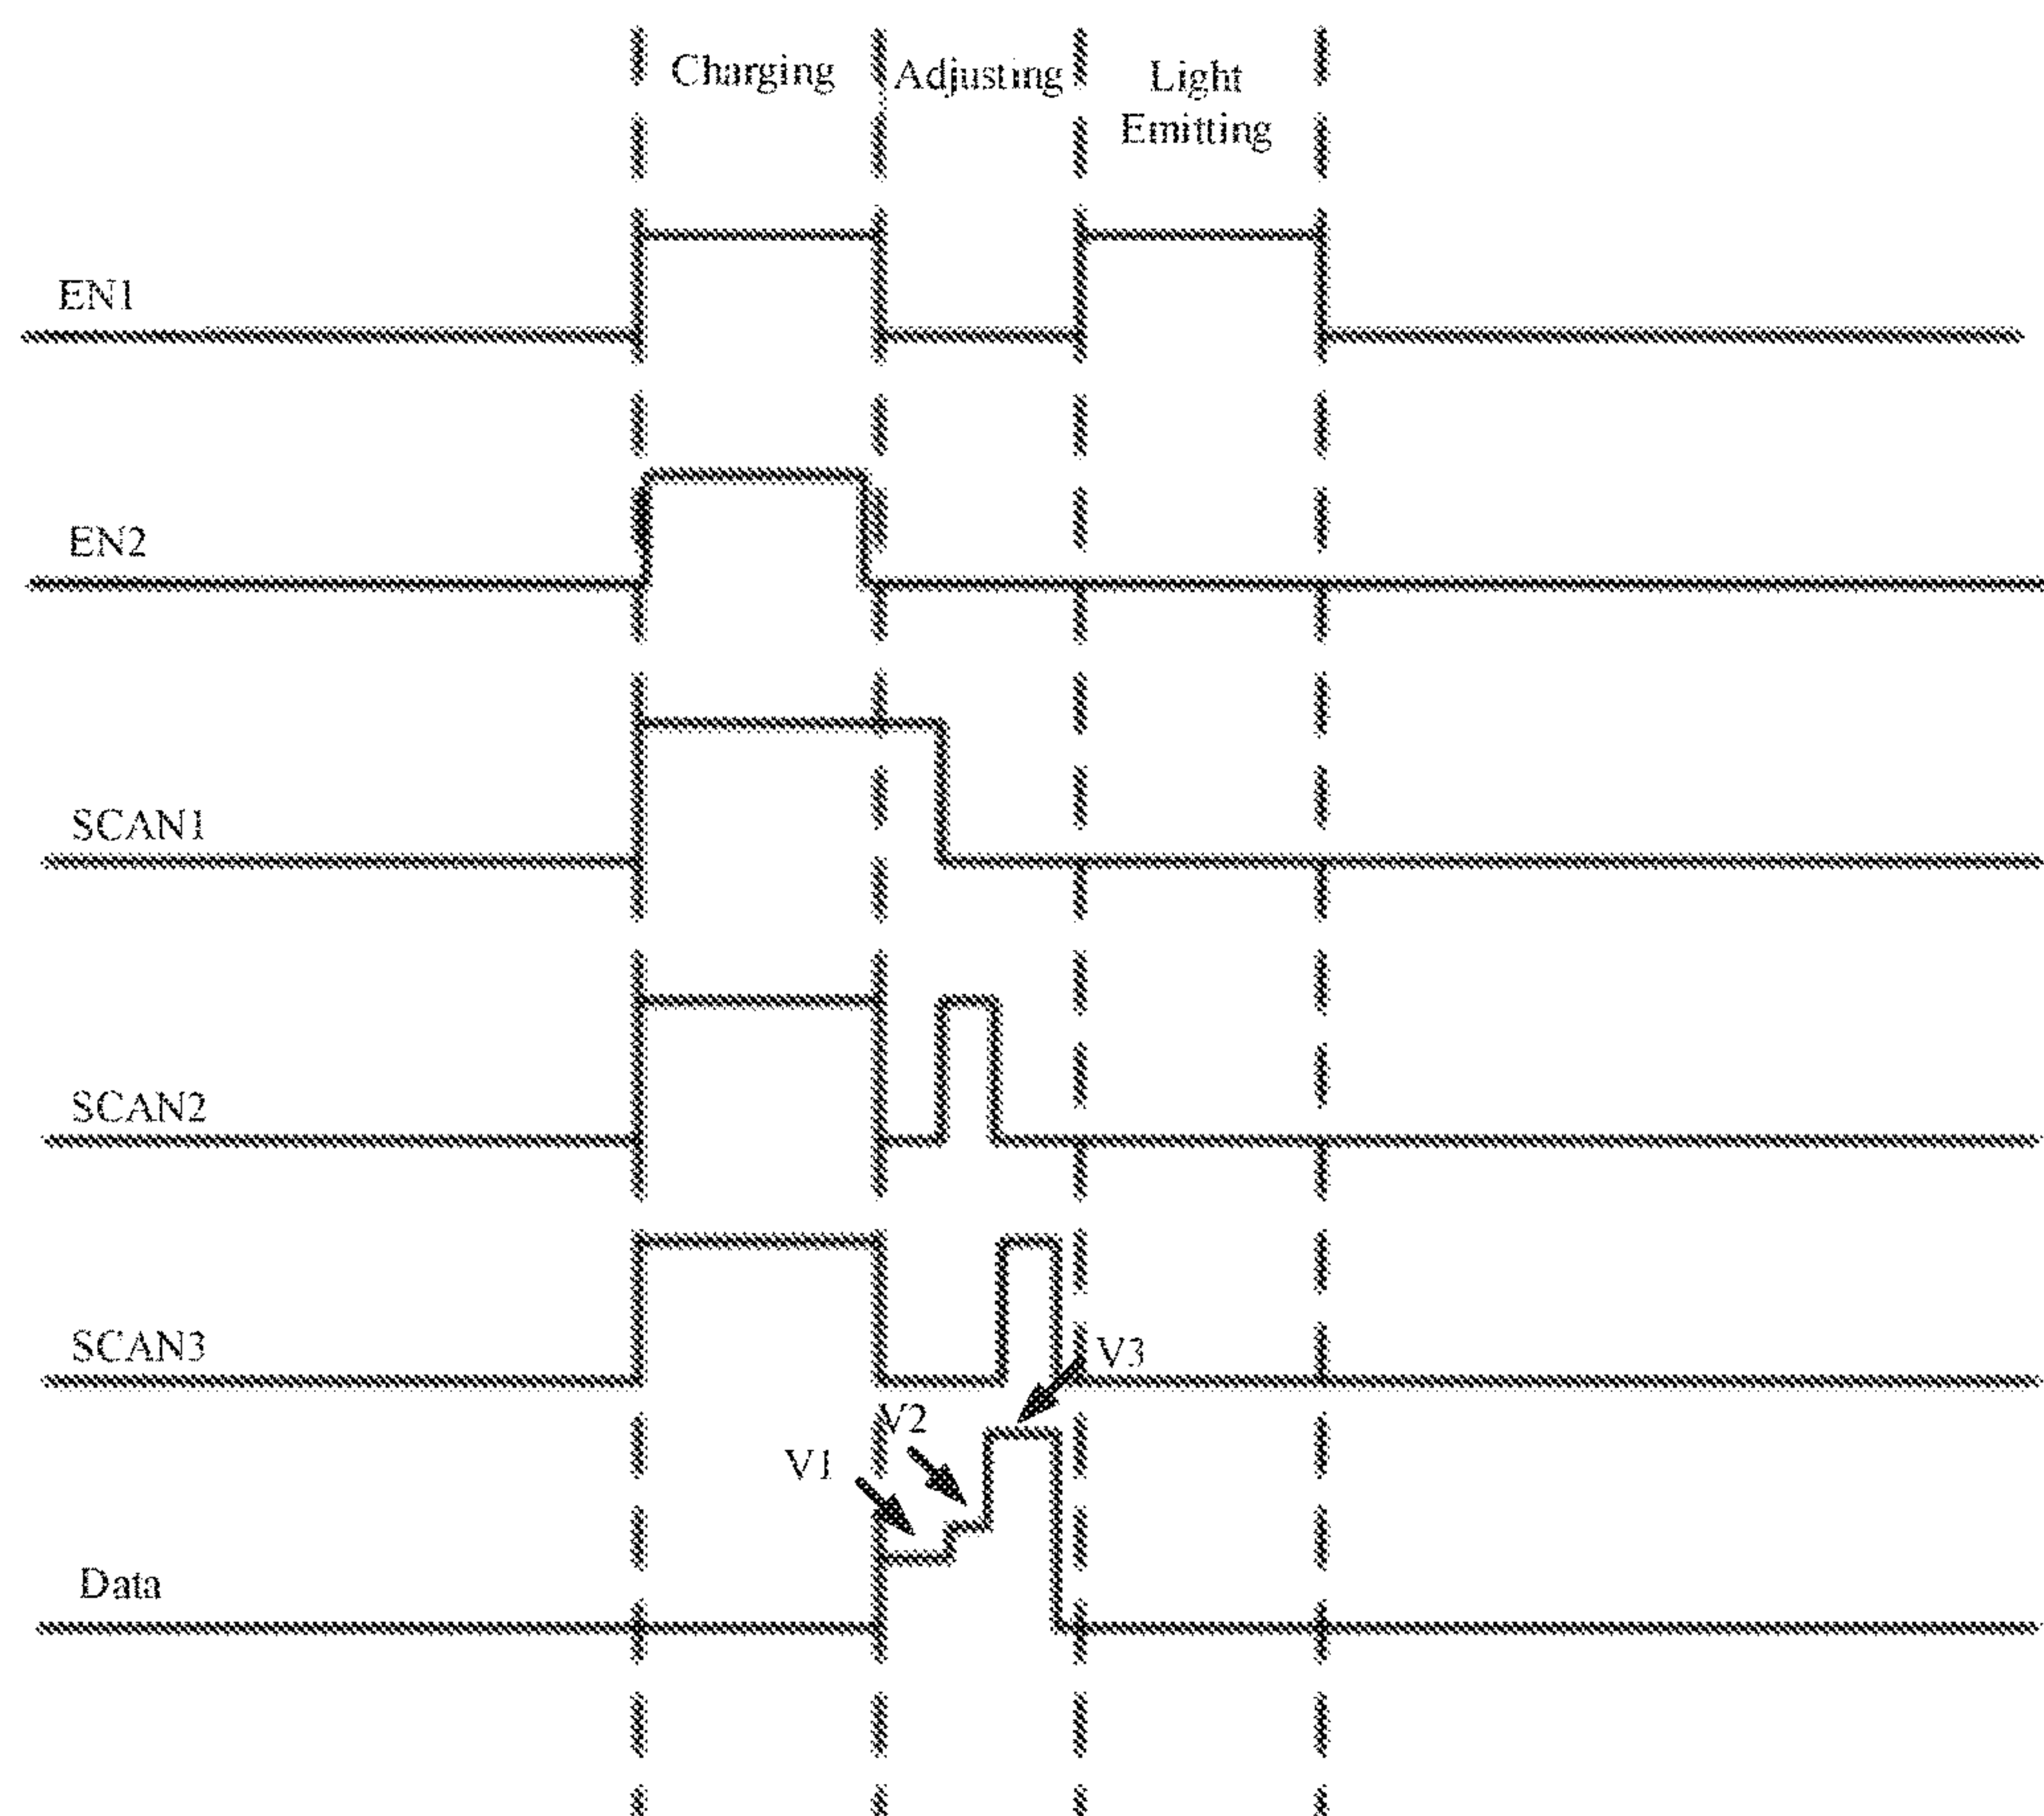 Charging
Adjusting
Light
Emitting
EN1
EN2
SCAN1
SCAN2
SCAN3
V3
V2
V1
Data